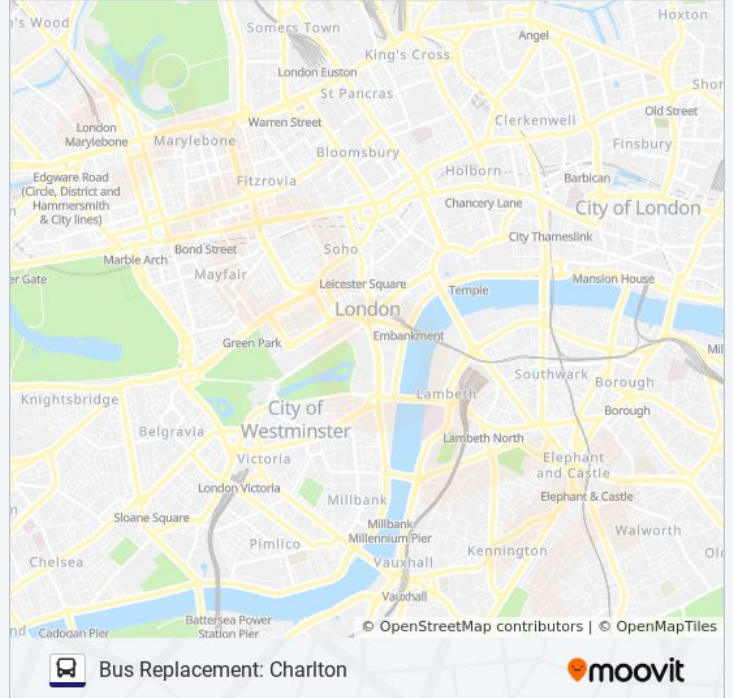 's Wood
Somers Town
Hoxton
Angel
King's Cross
London Euston
St Pancras
Shor
Old Street
Clerkenwell
Warren Street
London
Marylebone
Marylebone
Finsbury
Bloomsbury
Holborn
Edgware Road
(Circle, District and
Hammersmith
& City lines)
Fitzrovia
Barbican
Chancery Lane
City of London
n
City Thameslink
Bond Street
Soho
Marble Arch
Mayfair
er Gate
Leicester Square
Mansion House
Temple
London
Embankment
Green Park
Mil
Southwark
Borough
Knightsbridge
Lambeth
City of
Westminster
Borough
Belgravia
Lambeth North
Victoria
Elephant
and Castle
London Victoria
Elephant & Castle
Millbank
n
Sloane Square
Millbank
Millennium Pier
Walworth
Pimlico
Kennington
Olc
Chelsea
Vauxhall
Vauxhall
Battersea Power
Station Pier
nd
Cadogan Pier
© OpenStreetMap contributors | © OpenMapTiles
Bus Replacement: Charlton
moovit